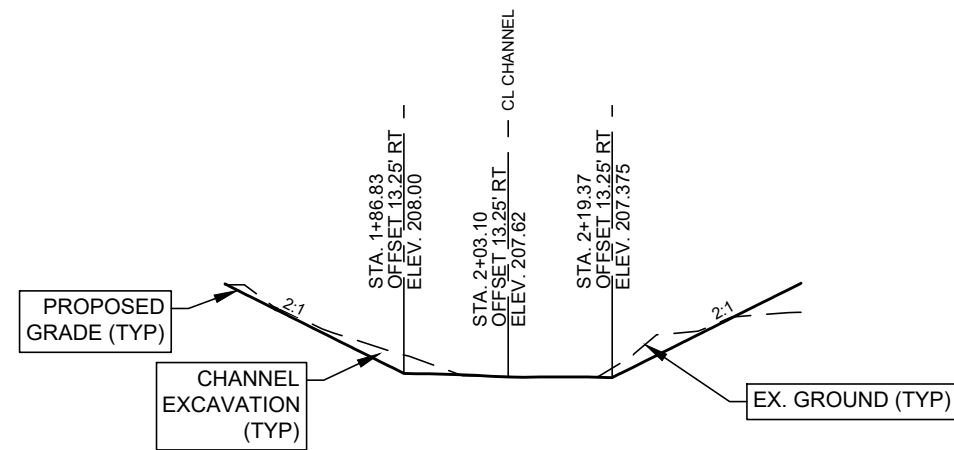 CL CHANNEL
STA. 1+86.83
OFFSET 13.25' RT
ELEV. 208.00
STA. 2+03.10
OFFSET 13.25' RT
ELEV. 207.62
STA. 2+19.37
OFFSET 13.25' RT
ELEV. 207.375
PROPOSED
GRADE (TYP)
2:1
2:1
CHANNEL
EXCAVATION
(TYP)
EX. GROUND (TYP)